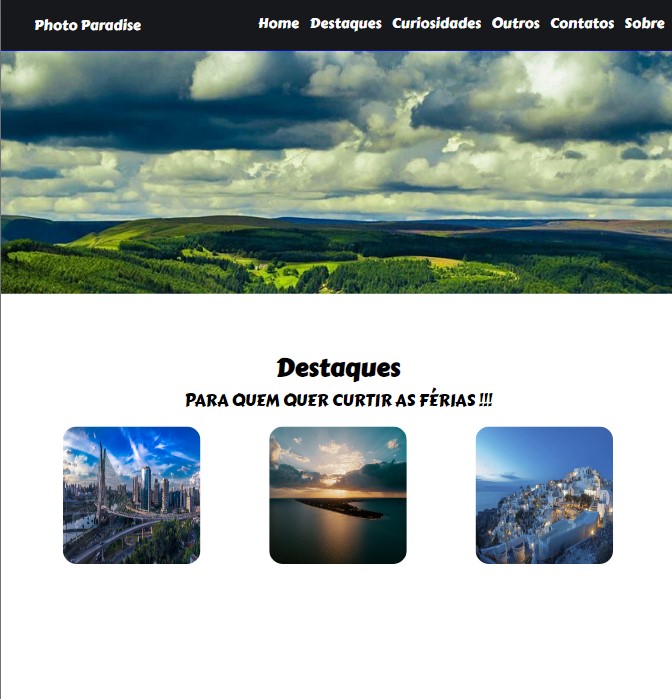 Photo Paradise Home Destaques Curiosidades Outros Contatos Sobre
Destaques
PARA QUEM QUER CURTIR AS FÉRIAS !!!